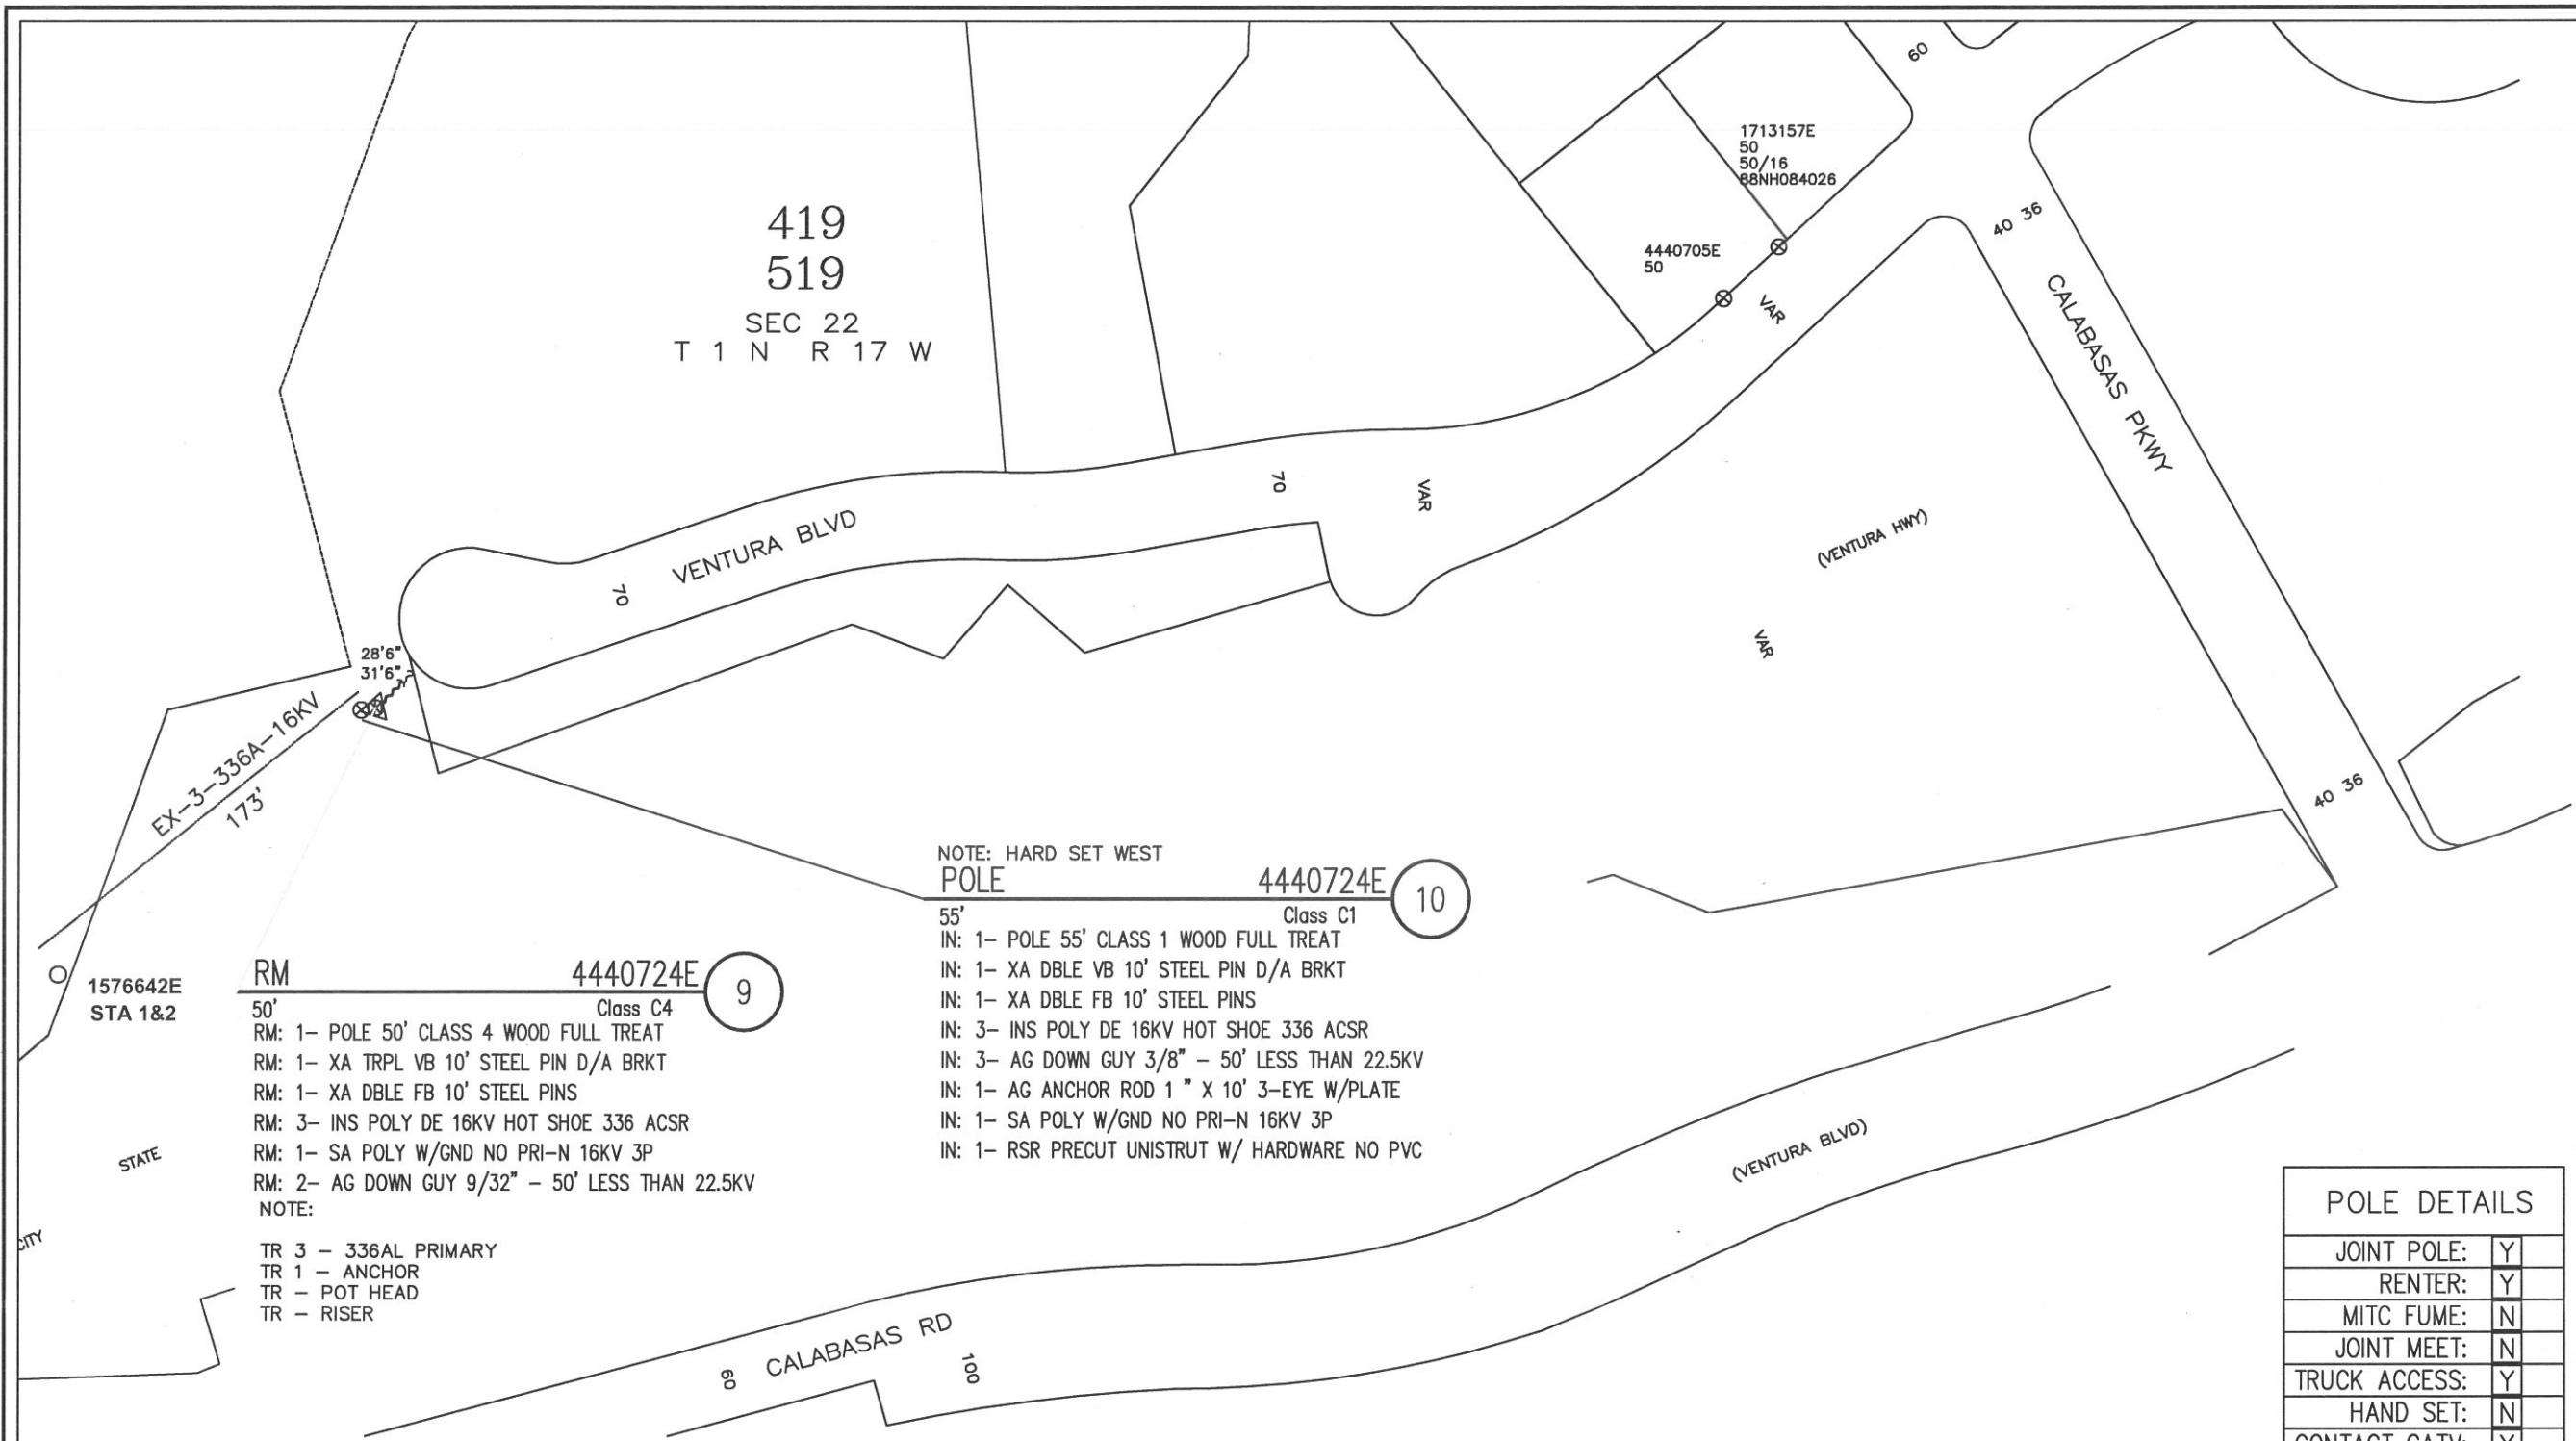 60
1713157E
50
50/16
88NH084026
419
519
SEC 22
T 1 N R 17 W
40 36
4440705E
50
VAR
CALABASAS PKWY
70
VAR
VENTURA BLVD
(VENTURA HWY)
70
VAR
28'6"
31'6"
EX-3-336A-16KV
173'
40 36
NOTE: HARD SET WEST
POLE 4440724E 10
55' Class C1
IN: 1- POLE 55' CLASS 1 WOOD FULL TREAT
IN: 1- XA DBLE VB 10' STEEL PIN D/A BRKT
IN: 1- XA DBLE FB 10' STEEL PINS
IN: 3- INS POLY DE 16KV HOT SHOE 336 ACSR
IN: 3- AG DOWN GUY 3/8" - 50' LESS THAN 22.5KV
IN: 1- AG ANCHOR ROD 1 " X 10' 3-EYE W/PLATE
IN: 1- SA POLY W/GND NO PRI-N 16KV 3P
IN: 1- RSR PRECUT UNISTRUT W/ HARDWARE NO PVC
1576642E
STA 1&2
RM 4440724E 9
50' Class C4
RM: 1- POLE 50' CLASS 4 WOOD FULL TREAT
RM: 1- XA TRPL VB 10' STEEL PIN D/A BRKT
RM: 1- XA DBLE FB 10' STEEL PINS
RM: 3- INS POLY DE 16KV HOT SHOE 336 ACSR
RM: 1- SA POLY W/GND NO PRI-N 16KV 3P
RM: 2- AG DOWN GUY 9/32" - 50' LESS THAN 22.5KV
NOTE:
TR 3 - 336AL PRIMARY
TR 1 - ANCHOR
TR - POT HEAD
TR - RISER
STATE
CITY
(VENTURA BLVD)
60 CALABASAS RD 100
POLE DETAILS
JOINT POLE: Y
RENTER: Y
MITC FUME: N
JOINT MEET: N
TRUCK ACCESS: Y
HAND SET: N
CONTACT CATV: Y